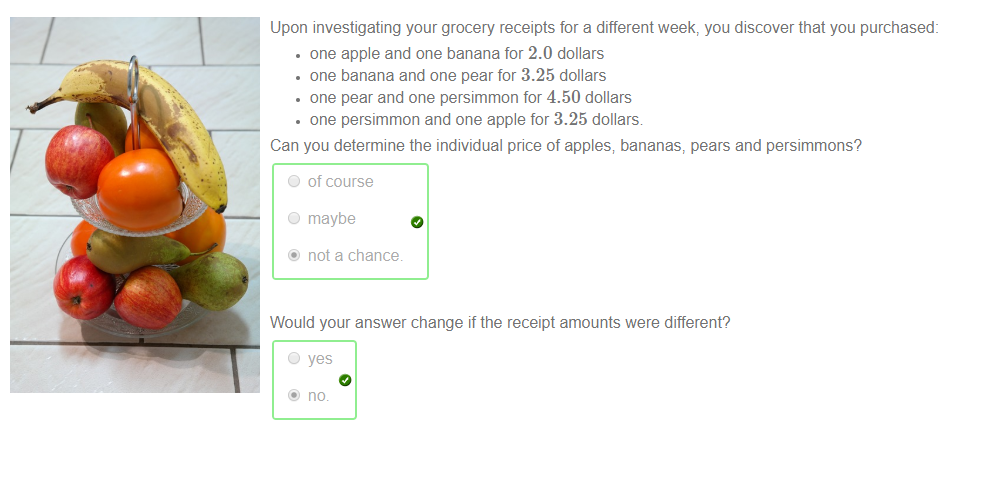 Upon investigating your grocery receipts for a different week, you discover that you purchased:
• one apple and one banana for 2.0 dollars
• one banana and one pear for 3.25 dollars
• one pear and one persimmon for 4.50 dollars
• one persimmon and one apple for 3.25 dollars.
Can you determine the individual price of apples, bananas, pears and persimmons?
of course
maybe
not a chance.
Would your answer change if the receipt amounts were different?
yes
no.